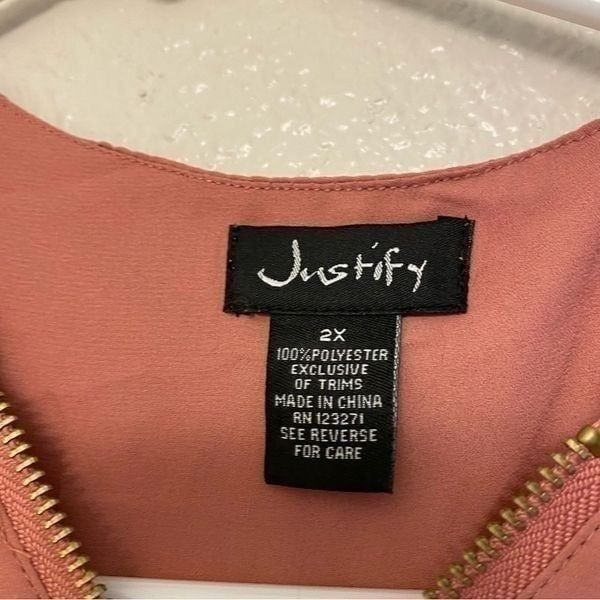 Justify
2X
100%POLYESTER
EXCLUSIVE
OF TRIMS
MADE IN CHINA
RN 123271
SEE REVERSE
FOR CARE